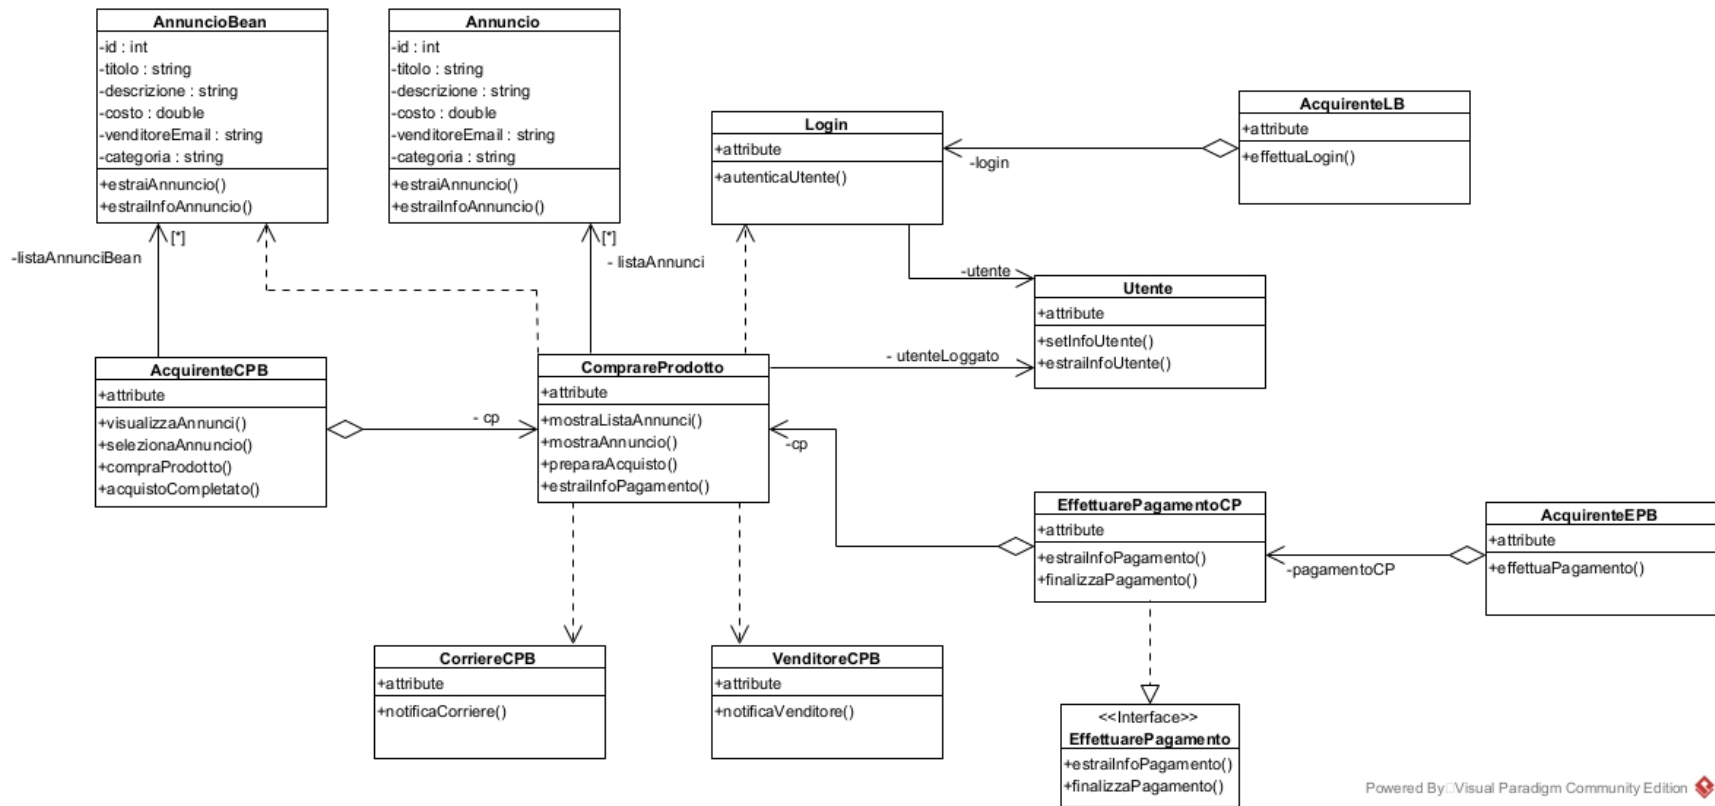 AnnuncioBean
-id : int
-titolo : string
-descrizione : string
-costo : double
-venditoreEmail : string
-categoria : string
+estraiAnnuncio()
+estraiInfoAnnuncio()
Annuncio
-id : int
-titolo : string
-descrizione : string
-costo : double
-venditoreEmail : string
-categoria : string
+estraiAnnuncio()
+estraiInfoAnnuncio()
Login
+attribute
+autenticaUtente()
-login
AcquirenteLB
+attribute
+effettuaLogin()
[*]
-listaAnnunciBean
[*]
- listaAnnunci
-utente
Utente
+attribute
+setInfoUtente()
+estraiInfoUtente()
- utenteLoggato
AcquirenteCPB
+attribute
+visualizzaAnnunci()
+selezionaAnnuncio()
+compraProdotto()
+acquistoCompletato()
- cp
ComprareProdotto
+attribute
+mostraListaAnnunci()
+mostraAnnuncio()
+preparaAcquisto()
+estraiInfoPagamento()
-cp
EffettuarePagamentoCP
+attribute
+estraiInfoPagamento()
+finalizzaPagamento()
-pagamentoCP
AcquirenteEPB
+attribute
+effettuaPagamento()
CorriereCPB
+attribute
+notificaCorriere()
VenditoreCPB
+attribute
+notificaVenditore()
<<Interface>>
EffettuarePagamento
+estraiInfoPagamento()
+finalizzaPagamento()
Powered By Visual Paradigm Community Edition